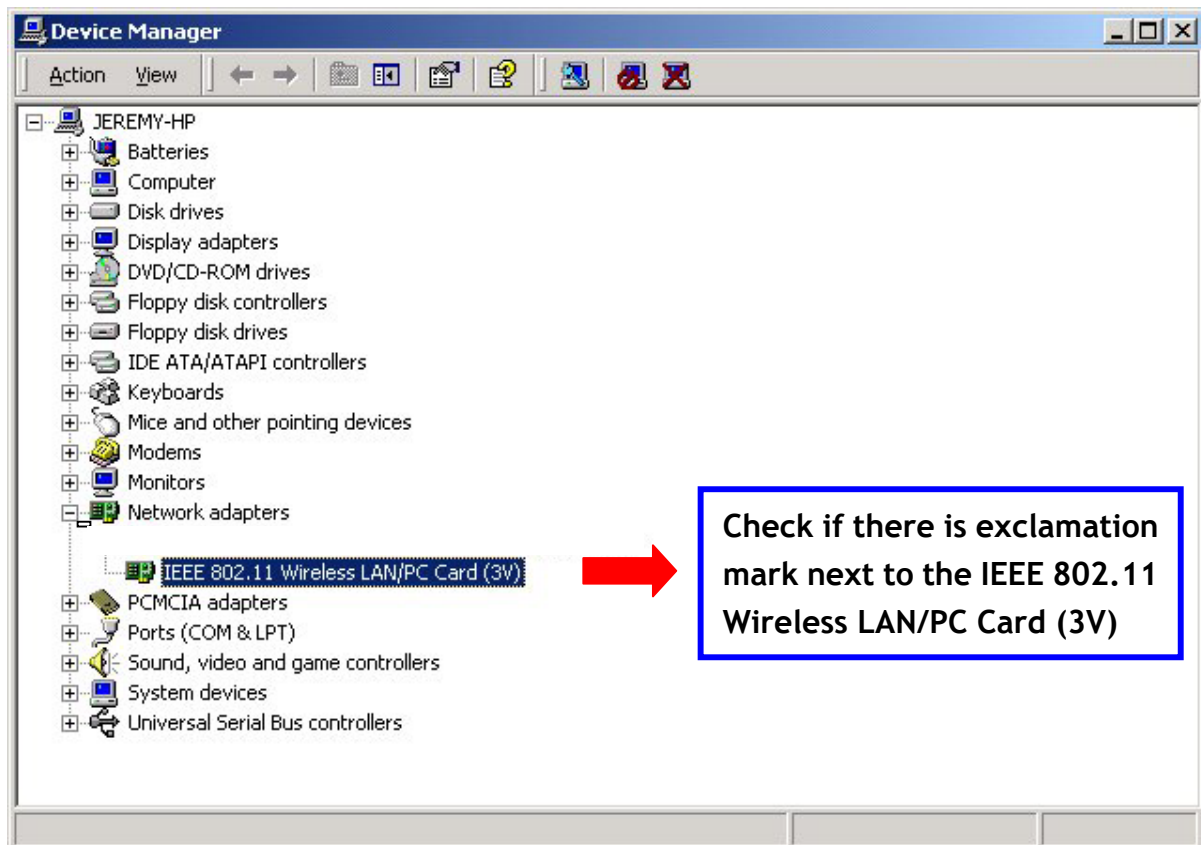 Device Manager
Action View
JEREMY-HP
Batteries
Computer
Disk drives
Display adapters
DVD/CD-ROM drives
Floppy disk controllers
Floppy disk drives
IDE ATA/ATAPI controllers
Keyboards
Mice and other pointing devices
Modems
Monitors
Network adapters
IEEE 802.11 Wireless LAN/PC Card (3V)
PCMCIA adapters
Ports (COM & LPT)
Sound, video and game controllers
System devices
Universal Serial Bus controllers
Check if there is exclamation
mark next to the IEEE 802.11
Wireless LAN/PC Card (3V)